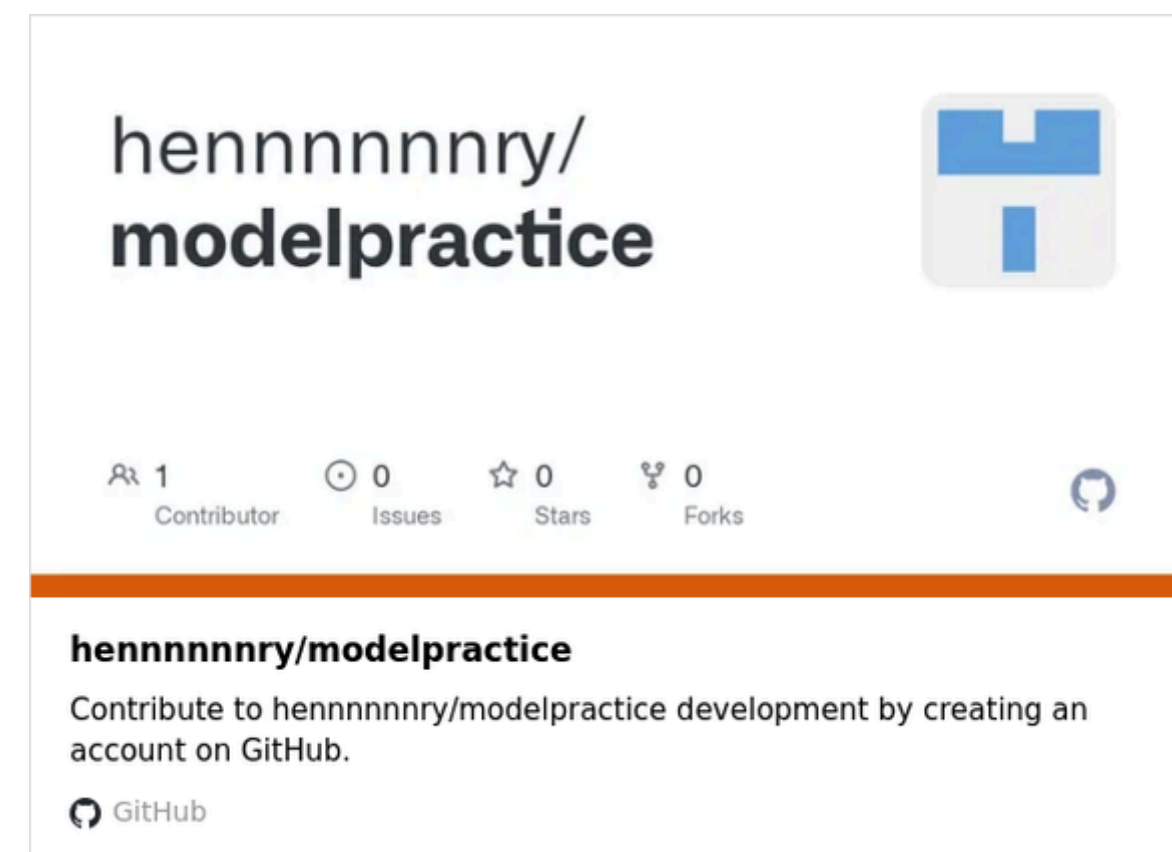 hennnnnnry/
modelpractice
1
Contributor
0
Issues
0
Stars
0
Forks
hennnnnnry/modelpractice
Contribute to hennnnnnry/modelpractice development by creating an
account on GitHub.
GitHub